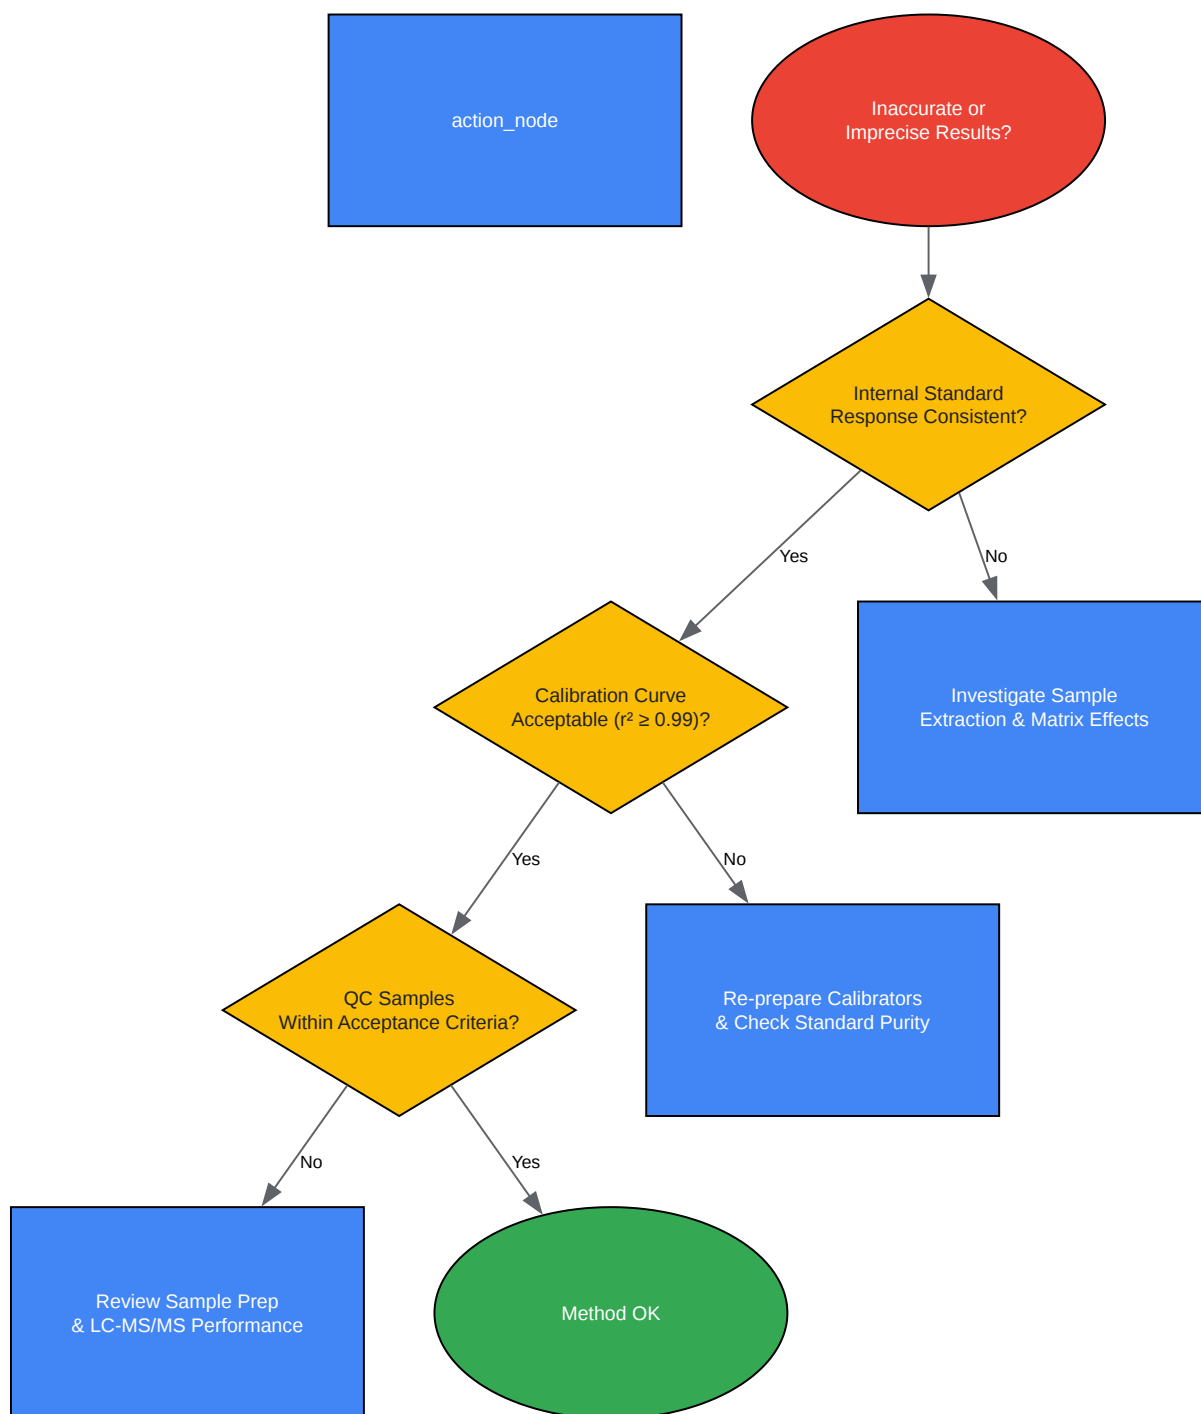 action_node
Inaccurate or
Imprecise Results?
Internal Standard
Response Consistent?
Yes
No
Calibration Curve
Acceptable (r² ≥ 0.99)?
Investigate Sample
Extraction & Matrix Effects
Yes
No
QC Samples
Within Acceptance Criteria?
Re-prepare Calibrators
& Check Standard Purity
No
Yes
Review Sample Prep
& LC-MS/MS Performance
Method OK